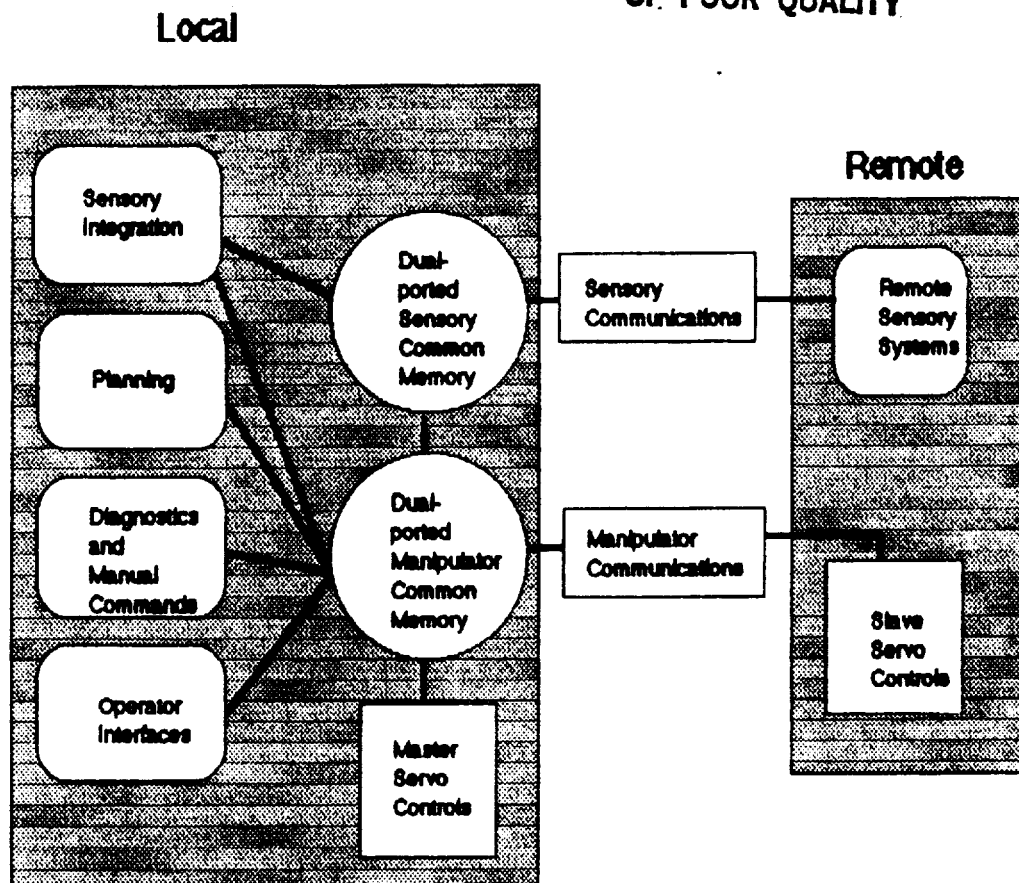 POOR QUALITY
Local
Remote
Sensory
Integration
Planning
Diagnostics
and
Manual
Commands
Operator
Interfaces
Dual-
ported
Sensory
Common
Memory
Dual-
ported
Manipulator
Common
Memory
Master
Servo
Controls
Sensory
Communications
Manipulator
Communications
Remote
Sensory
Systems
Slave
Servo
Controls